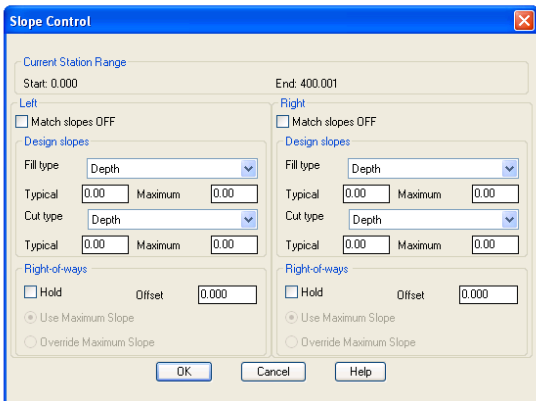 Slope Control
Current Station Range
Start: 0.000 End: 400.001
Left
Match slopes OFF
Design slopes
Fill type Depth
Typical 0.00 Maximum 0.00
Cut type Depth
Typical 0.00 Maximum 0.00
Right-of-ways
Hold Offset 0.000
Use Maximum Slope
Override Maximum Slope
Right
Match slopes OFF
Design slopes
Fill type Depth
Typical 0.00 Maximum 0.00
Cut type Depth
Typical 0.00 Maximum 0.00
Right-of-ways
Hold Offset 0.000
Use Maximum Slope
Override Maximum Slope
OK Cancel Help